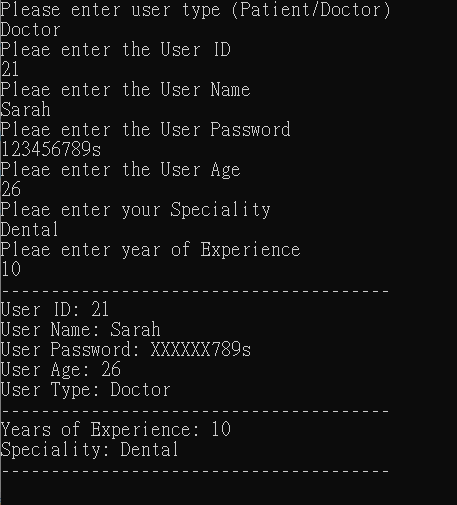 Please enter user type (Patient/Doctor)
Doctor
Pleae enter the User ID
21
Pleae enter the User Name
Sarah
Pleae enter the User Password
123456789s
Pleae enter the User Age
26
Pleae enter your Speciality
Dental
Pleae enter year of Experience
10
---------------------------------------
User ID: 21
User Name: Sarah
User Password: XXXXXX789s
User Age: 26
User Type: Doctor
---------------------------------------
Years of Experience: 10
Speciality: Dental
---------------------------------------